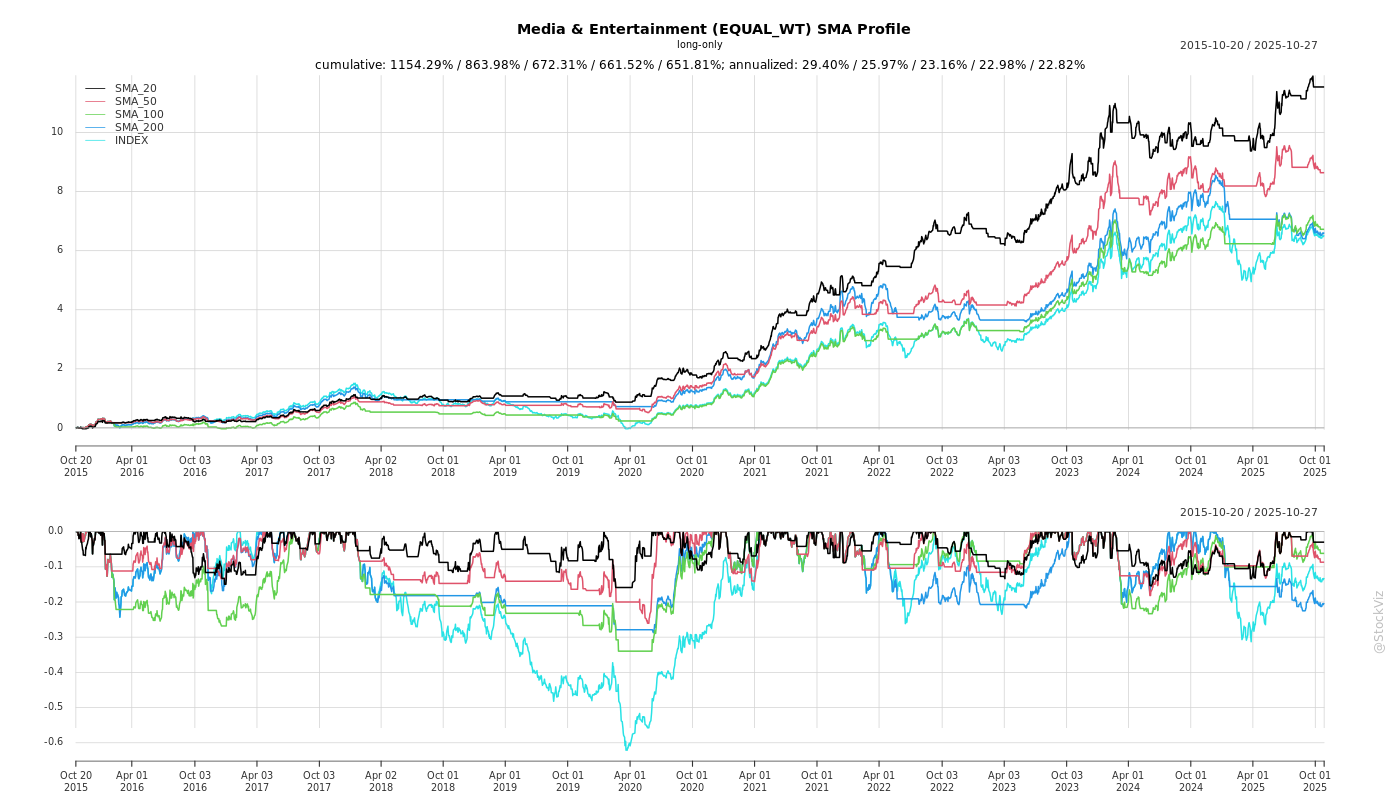 Media & Entertainment (EQUAL_WT) SMA Profile
long-only
2015-10-20 / 2025-10-27
cumulative: 1154.29% / 863.98% / 672.31% / 661.52% / 651.81%; annualized: 29.40% / 25.97% / 23.16% / 22.98% / 22.82%
SMA_20
SMA_50
SMA_100
SMA_200
INDEX
10
8
6
4
2
0
Oct 20 Apr 01 Oct 03 Apr 03 Oct 03 Apr 02 Oct 01 Apr 01 Oct 01 Apr 01 Oct 01 Apr 01 Oct 01 Apr 01 Oct 03 Apr 03 Oct 03 Apr 01 Oct 01 Apr 01 Oct 01
2015 2016 2016 2017 2017 2018 2018 2019 2019 2020 2020 2021 2021 2022 2022 2023 2023 2024 2024 2025 2025
2015-10-20 / 2025-10-27
0.0
-0.1
-0.2
-0.3
-0.4
-0.5
-0.6
Oct 20 Apr 01 Oct 03 Apr 03 Oct 03 Apr 02 Oct 01 Apr 01 Oct 01 Apr 01 Oct 01 Apr 01 Oct 01 Apr 01 Oct 03 Apr 03 Oct 03 Apr 01 Oct 01 Apr 01 Oct 01
2015 2016 2016 2017 2017 2018 2018 2019 2019 2020 2020 2021 2021 2022 2022 2023 2023 2024 2024 2025 2025
@StockViz